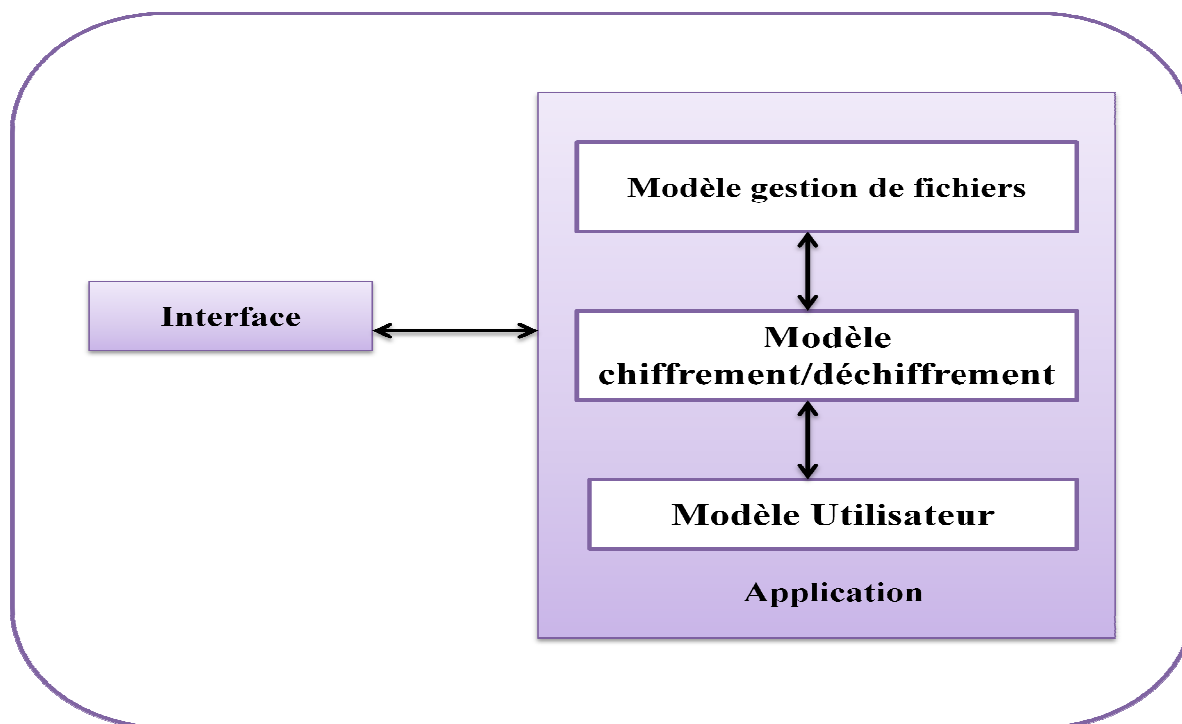 Modèle gestion de fichiers
Interface
Modèle
chiffrement/déchiffrement
Modèle Utilisateur
Application